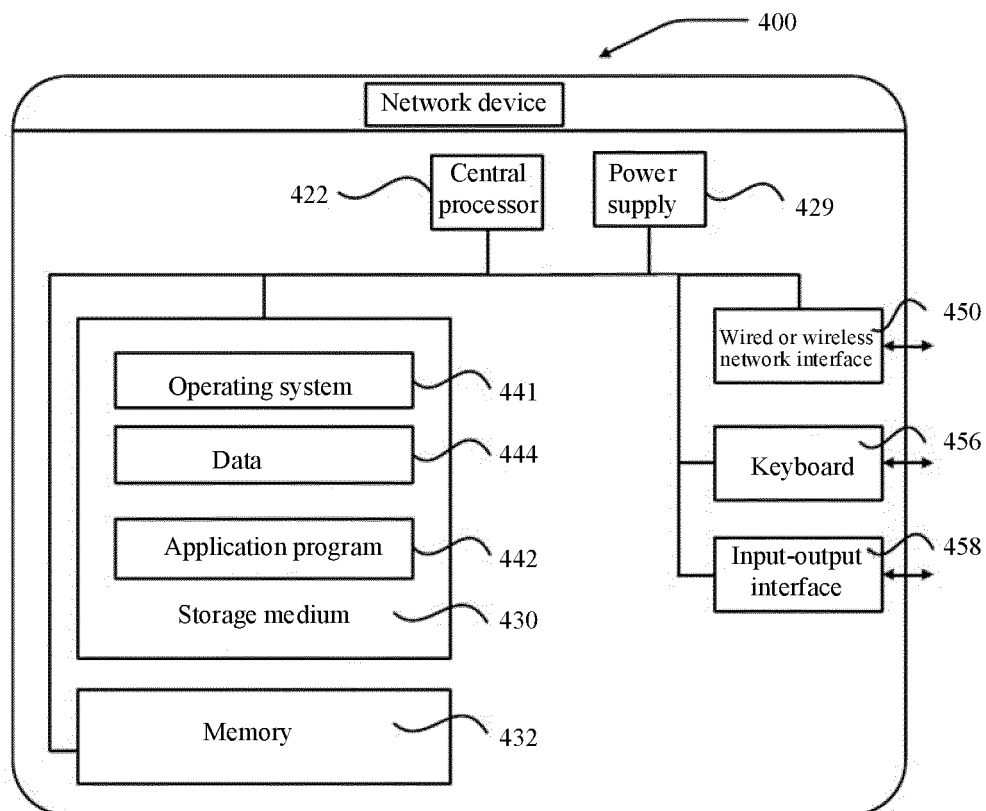 400
Network device
Central
processor
422
Power
supply
429
450
Wired or wireless
network interface
Operating system
441
456
Keyboard
Data
444
Application program
442
Input-output
interface
458
Storage medium
430
Memory
432